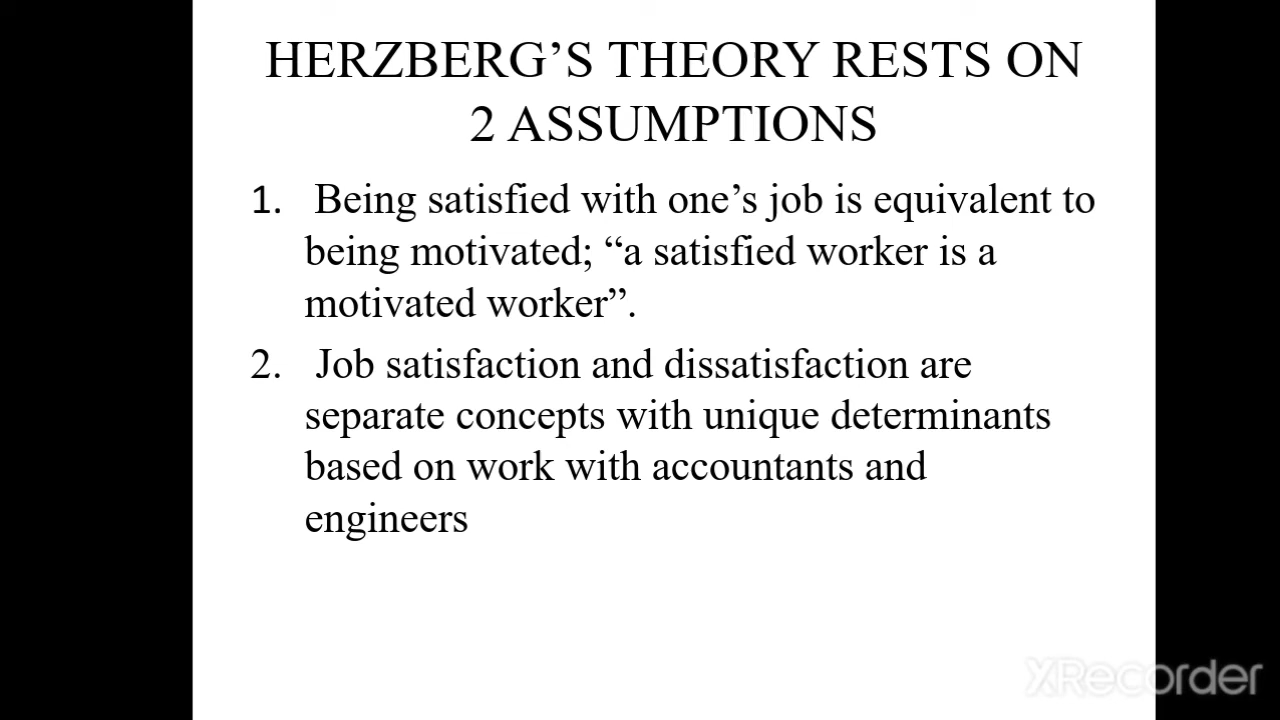 HERZBERG’S THEORY RESTS ON
2 ASSUMPTIONS
1. Being satisfied with one’s job is equivalent to
being motivated; “a satisfied worker is a
motivated worker”.
2. Job satisfaction and dissatisfaction are
separate concepts with unique determinants
based on work with accountants and
engineers
XRecorder